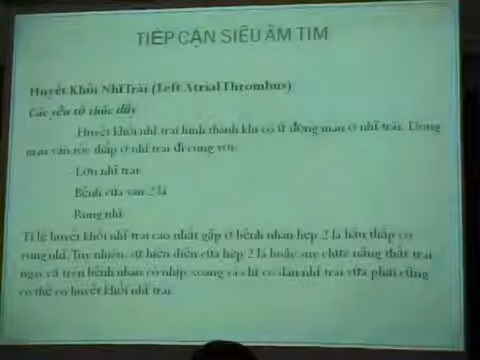 TIẾP CẬN SIÊU ÂM TIM
Huyết Khối Nhĩ Trái (Left Atrial Thrombus)
Các yếu tố thúc đẩy
Huyết khối nhĩ trái hình thành khi có ứ đọng máu ở nhĩ trái. Dòng
máu vận tốc thấp ở nhĩ trái đi cùng với:
- Lớn nhĩ trái
Bệnh của van 2 lá
Rung nhĩ
Tỉ lệ huyết khối nhĩ trái cao nhất gặp ở bệnh nhân hẹp 2 lá hậu thấp có
rung nhĩ. Tuy nhiên, sự hiện diện của hẹp 2 lá hoặc suy chức năng thất trái
ngay cả trên bệnh nhân có nhịp xoang và chỉ có dãn nhĩ trái vừa phải cũng
có thể có huyết khối nhĩ trái.